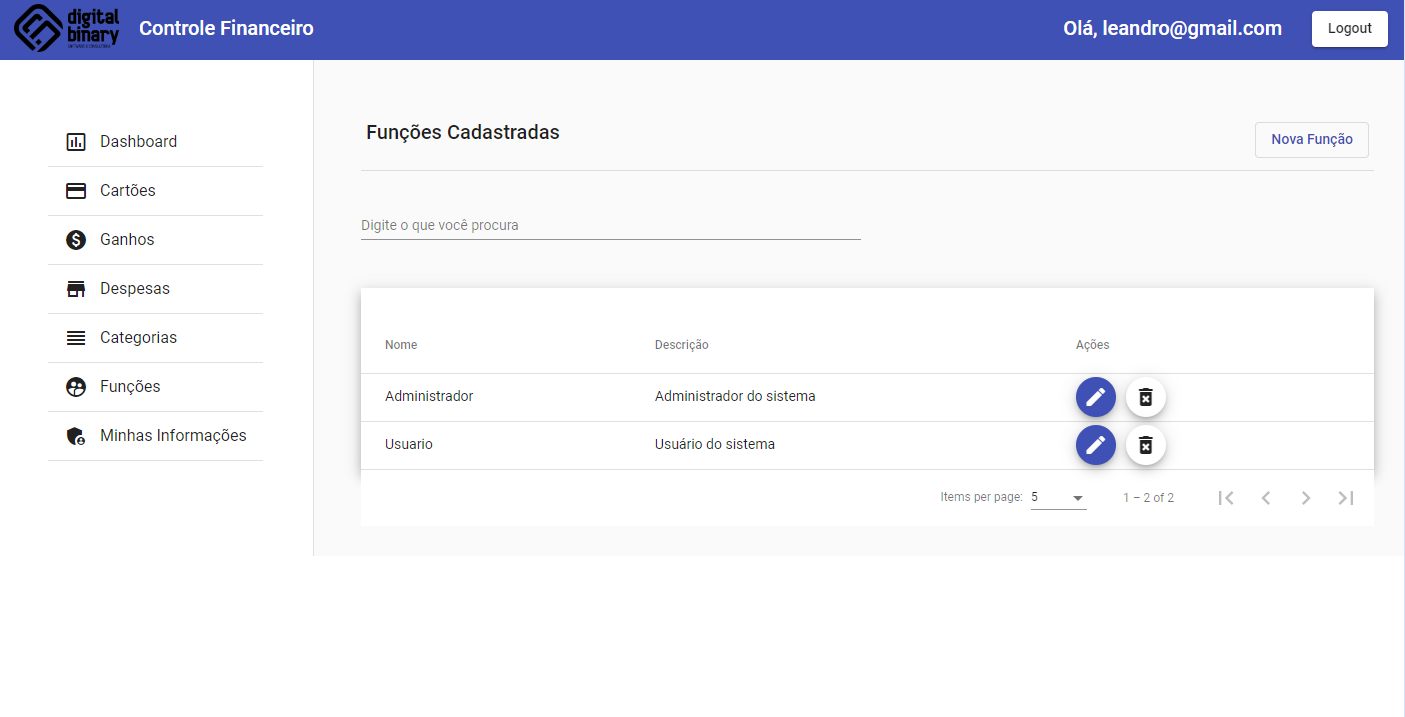 digital
binary
Controle Financeiro
Olá, leandro@gmail.com
Logout
Dashboard
Cartões
Ganhos
Despesas
Categorias
Funções
Minhas Informações
Funções Cadastradas
Nova Função
Digite o que você procura
Nome Descrição Ações
Administrador Administrador do sistema
Usuario Usuário do sistema
Items per page: 5 1 – 2 of 2